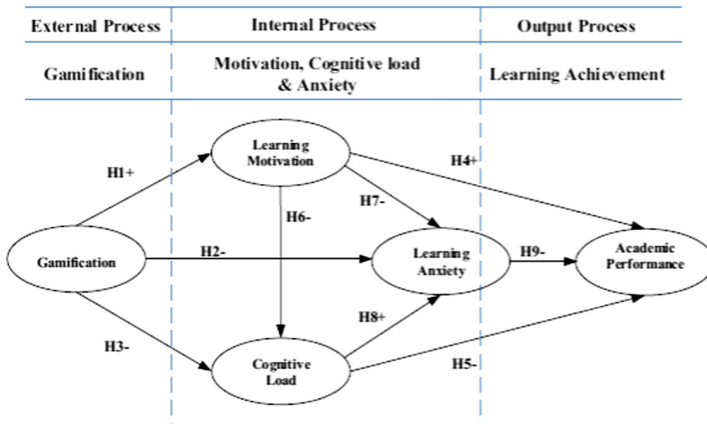 External Process
Internal Process
Output Process
Gamification
Motivation, Cognitive load
& Anxiety
Learning Achievement
Learning
Motivation
H1+
H4+
H7-
H6-
Gamification
H2-
Learning
Anxiety
H9-
Academic
Performance
H8+
H3-
Cognitive
Load
H5-